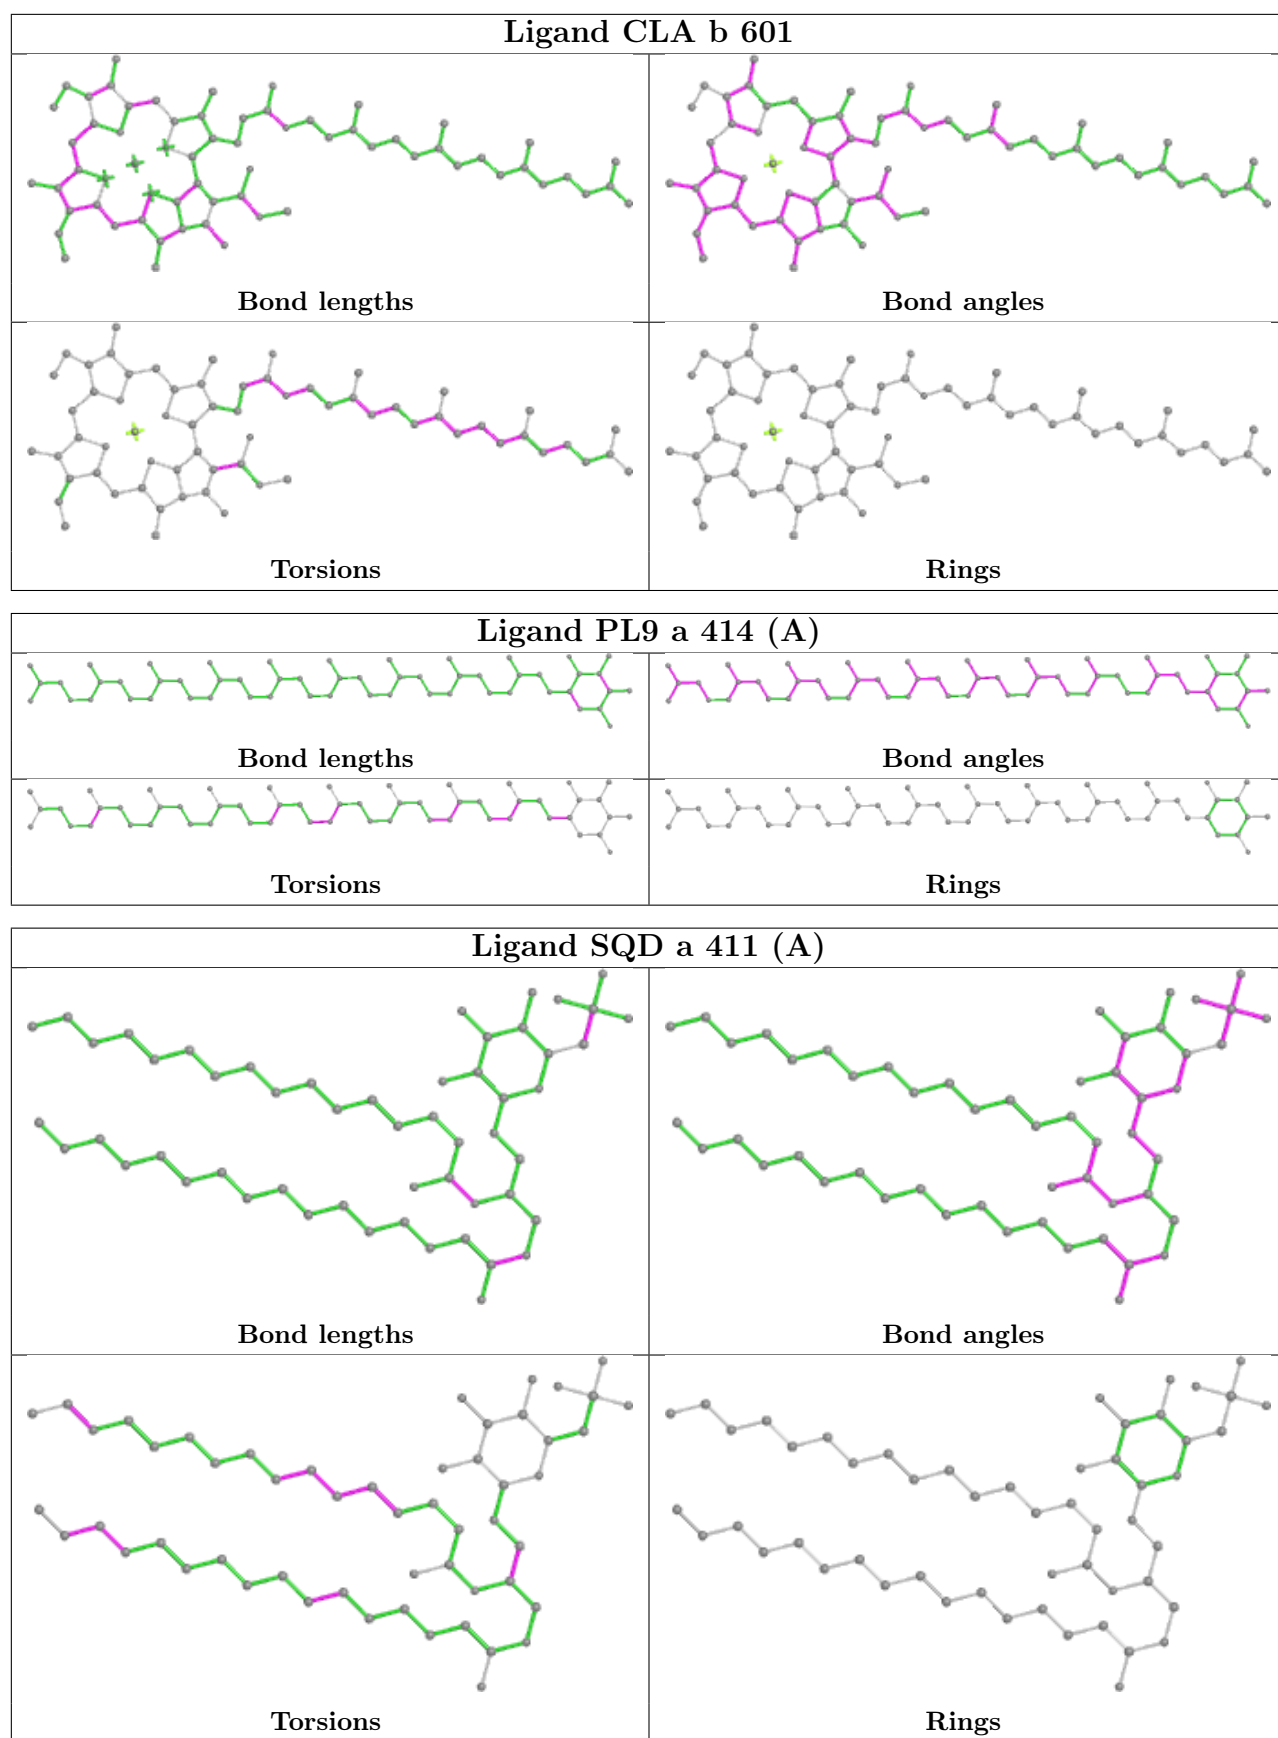 Ligand CLA b 601
Bond lengths
Bond angles
Torsions
Rings
Ligand PL9 a 414 (A)
Bond lengths
Bond angles
Torsions
Rings
Ligand SQD a 411 (A)
Bond lengths
Bond angles
Torsions
Rings